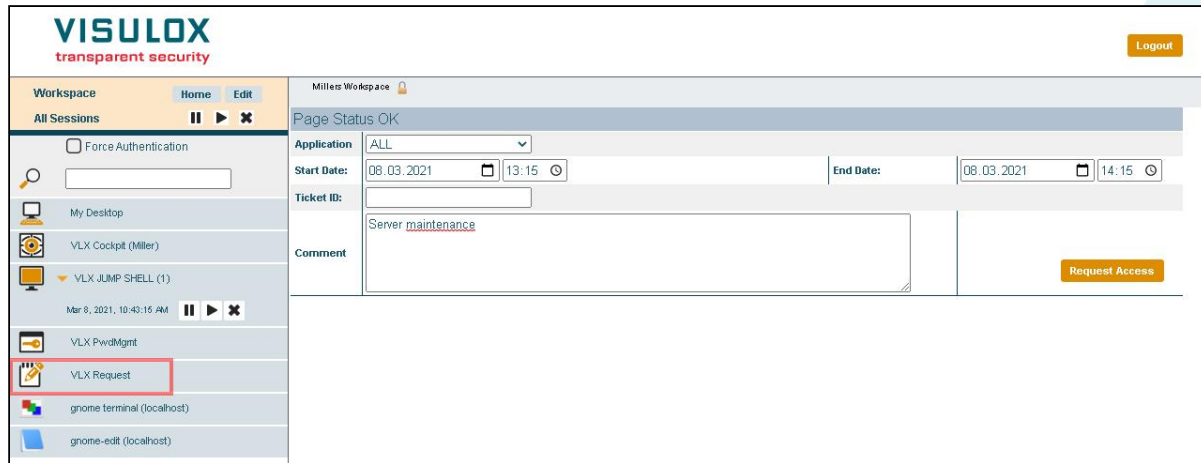 VISULOX
transparent security
Logout
Workspace
Home
Edit
All Sessions
Force Authentication
My Desktop
VLX Cockpit (Miller)
VLX JUMP SHELL (1)
Mar 8, 2021, 10:43:15 AM
VLX PwdMgmt
VLX Request
gnome terminal (localhost)
gnome-edit (localhost)
Millers Workspace
Page Status OK
Application
ALL
Start Date:
08.03.2021
13:15
End Date:
08.03.2021
14:15
Ticket ID:
Comment
Server maintenance
Request Access